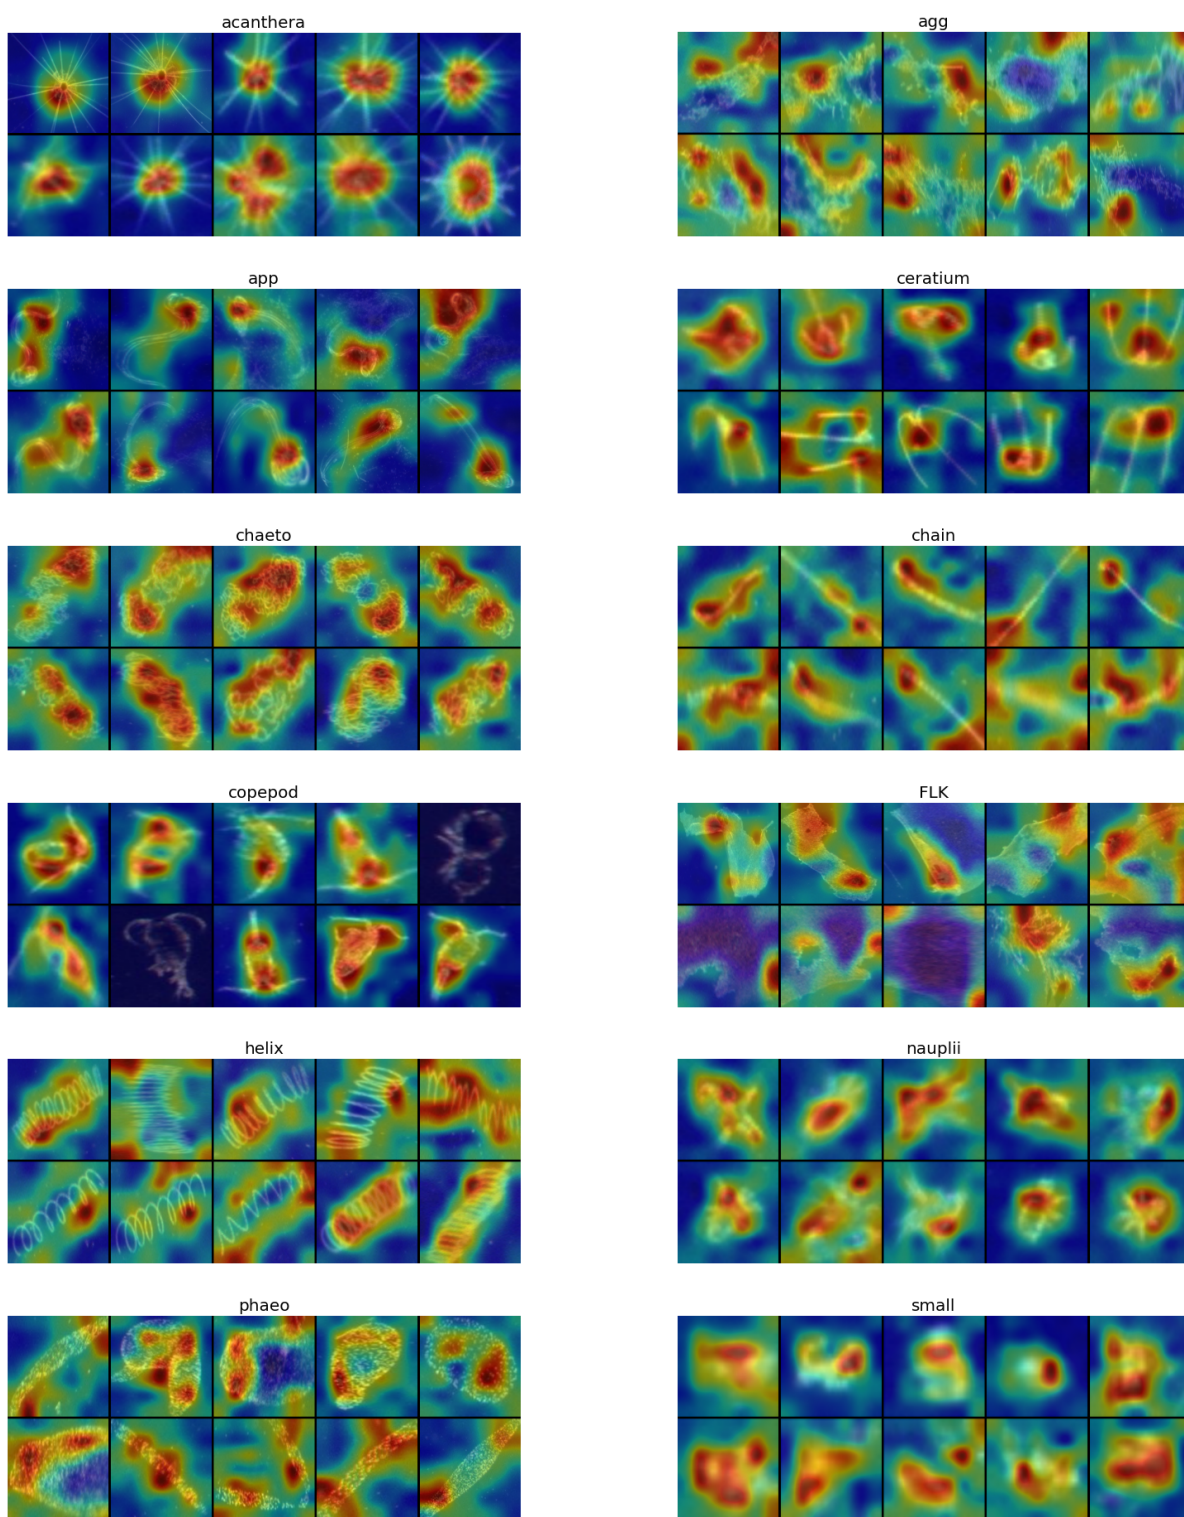 acanthera
agg
app
ceratium
chaeto
chain
copepod
FLK
helix
nauplii
phaeo
small